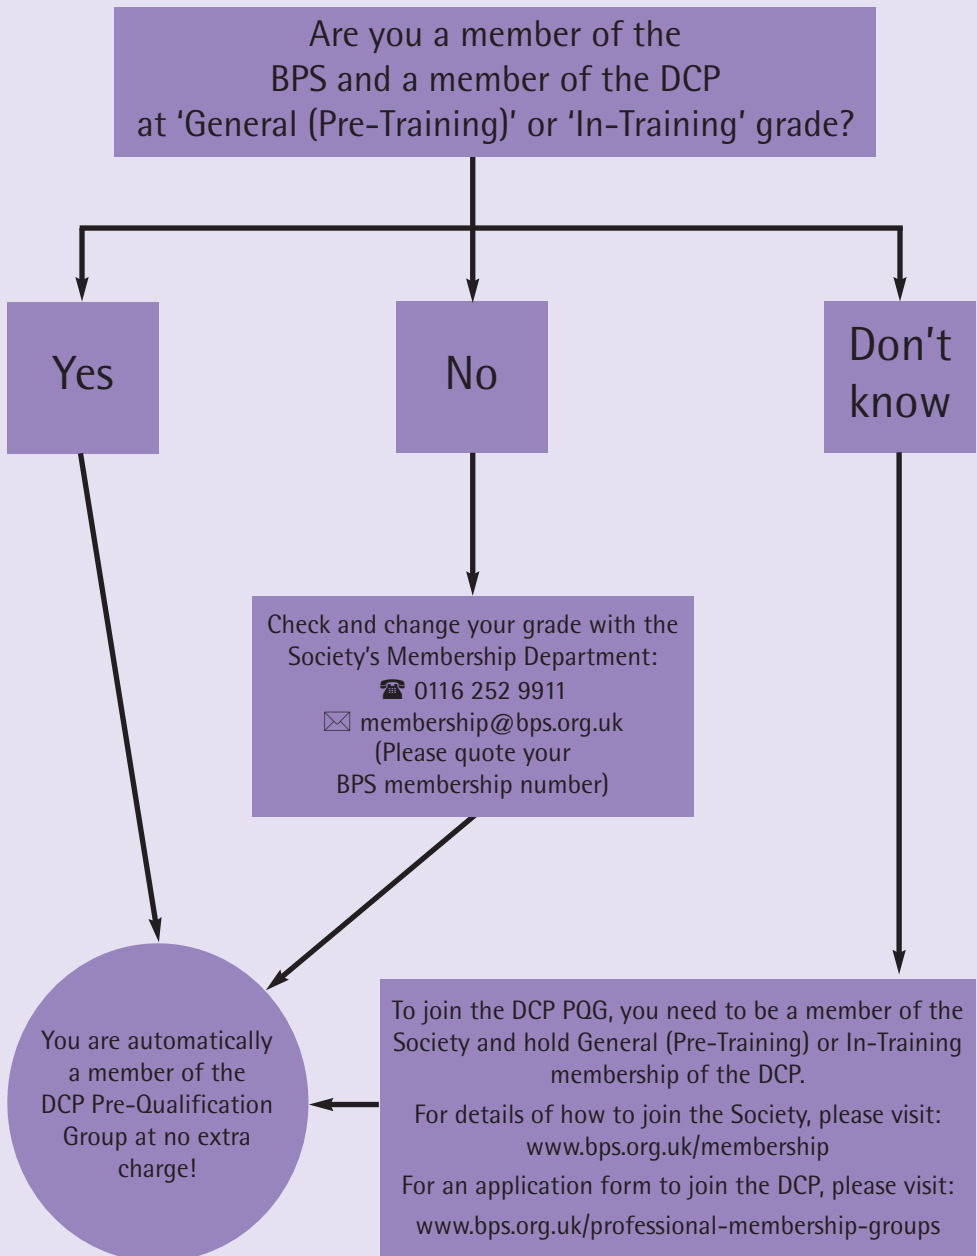 Are you a member of the
BPS and a member of the DCP
at ‘General (Pre-Training)’ or ‘In-Training’ grade?
Yes
No
Don't
know
Check and change your grade with the
Society’s Membership Department:
☎ 0116 252 9911
✉ membership@bps.org.uk
(Please quote your
BPS membership number)
You are automatically
a member of the
DCP Pre-Qualification
Group at no extra
charge!
To join the DCP PQG, you need to be a member of the
Society and hold General (Pre-Training) or In-Training
membership of the DCP.
For details of how to join the Society, please visit:
www.bps.org.uk/membership
For an application form to join the DCP, please visit:
www.bps.org.uk/professional-membership-groups